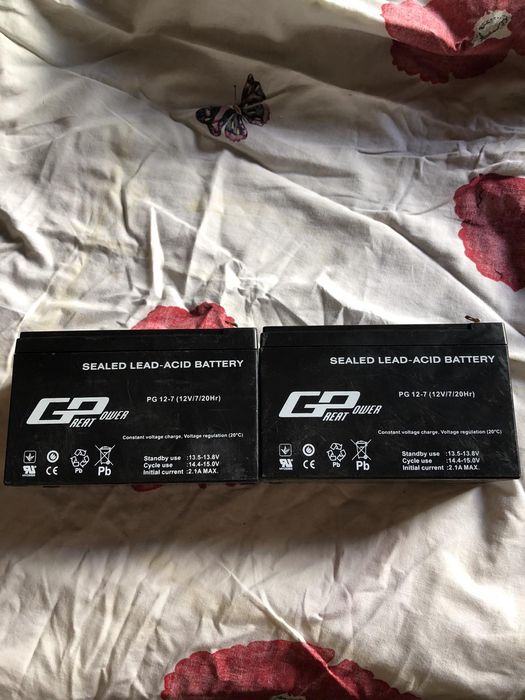 SEALED LEAD-ACID BATTERY
PG 12-7 (12V/7/20Hr)
GREAT POWER
Constant voltage charge, Voltage regulation (20°C)
Standby use :13.5-13.8V
Cycle use :14.4-15.0V
Initial current :2.1A MAX.
Pb
SEALED LEAD-ACID BATTERY
PG 12-7 (12V/7/20Hr)
GREAT POWER
Constant voltage charge, Voltage regulation (20°C)
Standby use :13.5-13.8V
Cycle use :14.4-15.0V
Initial current :2.1A MAX.
Pb